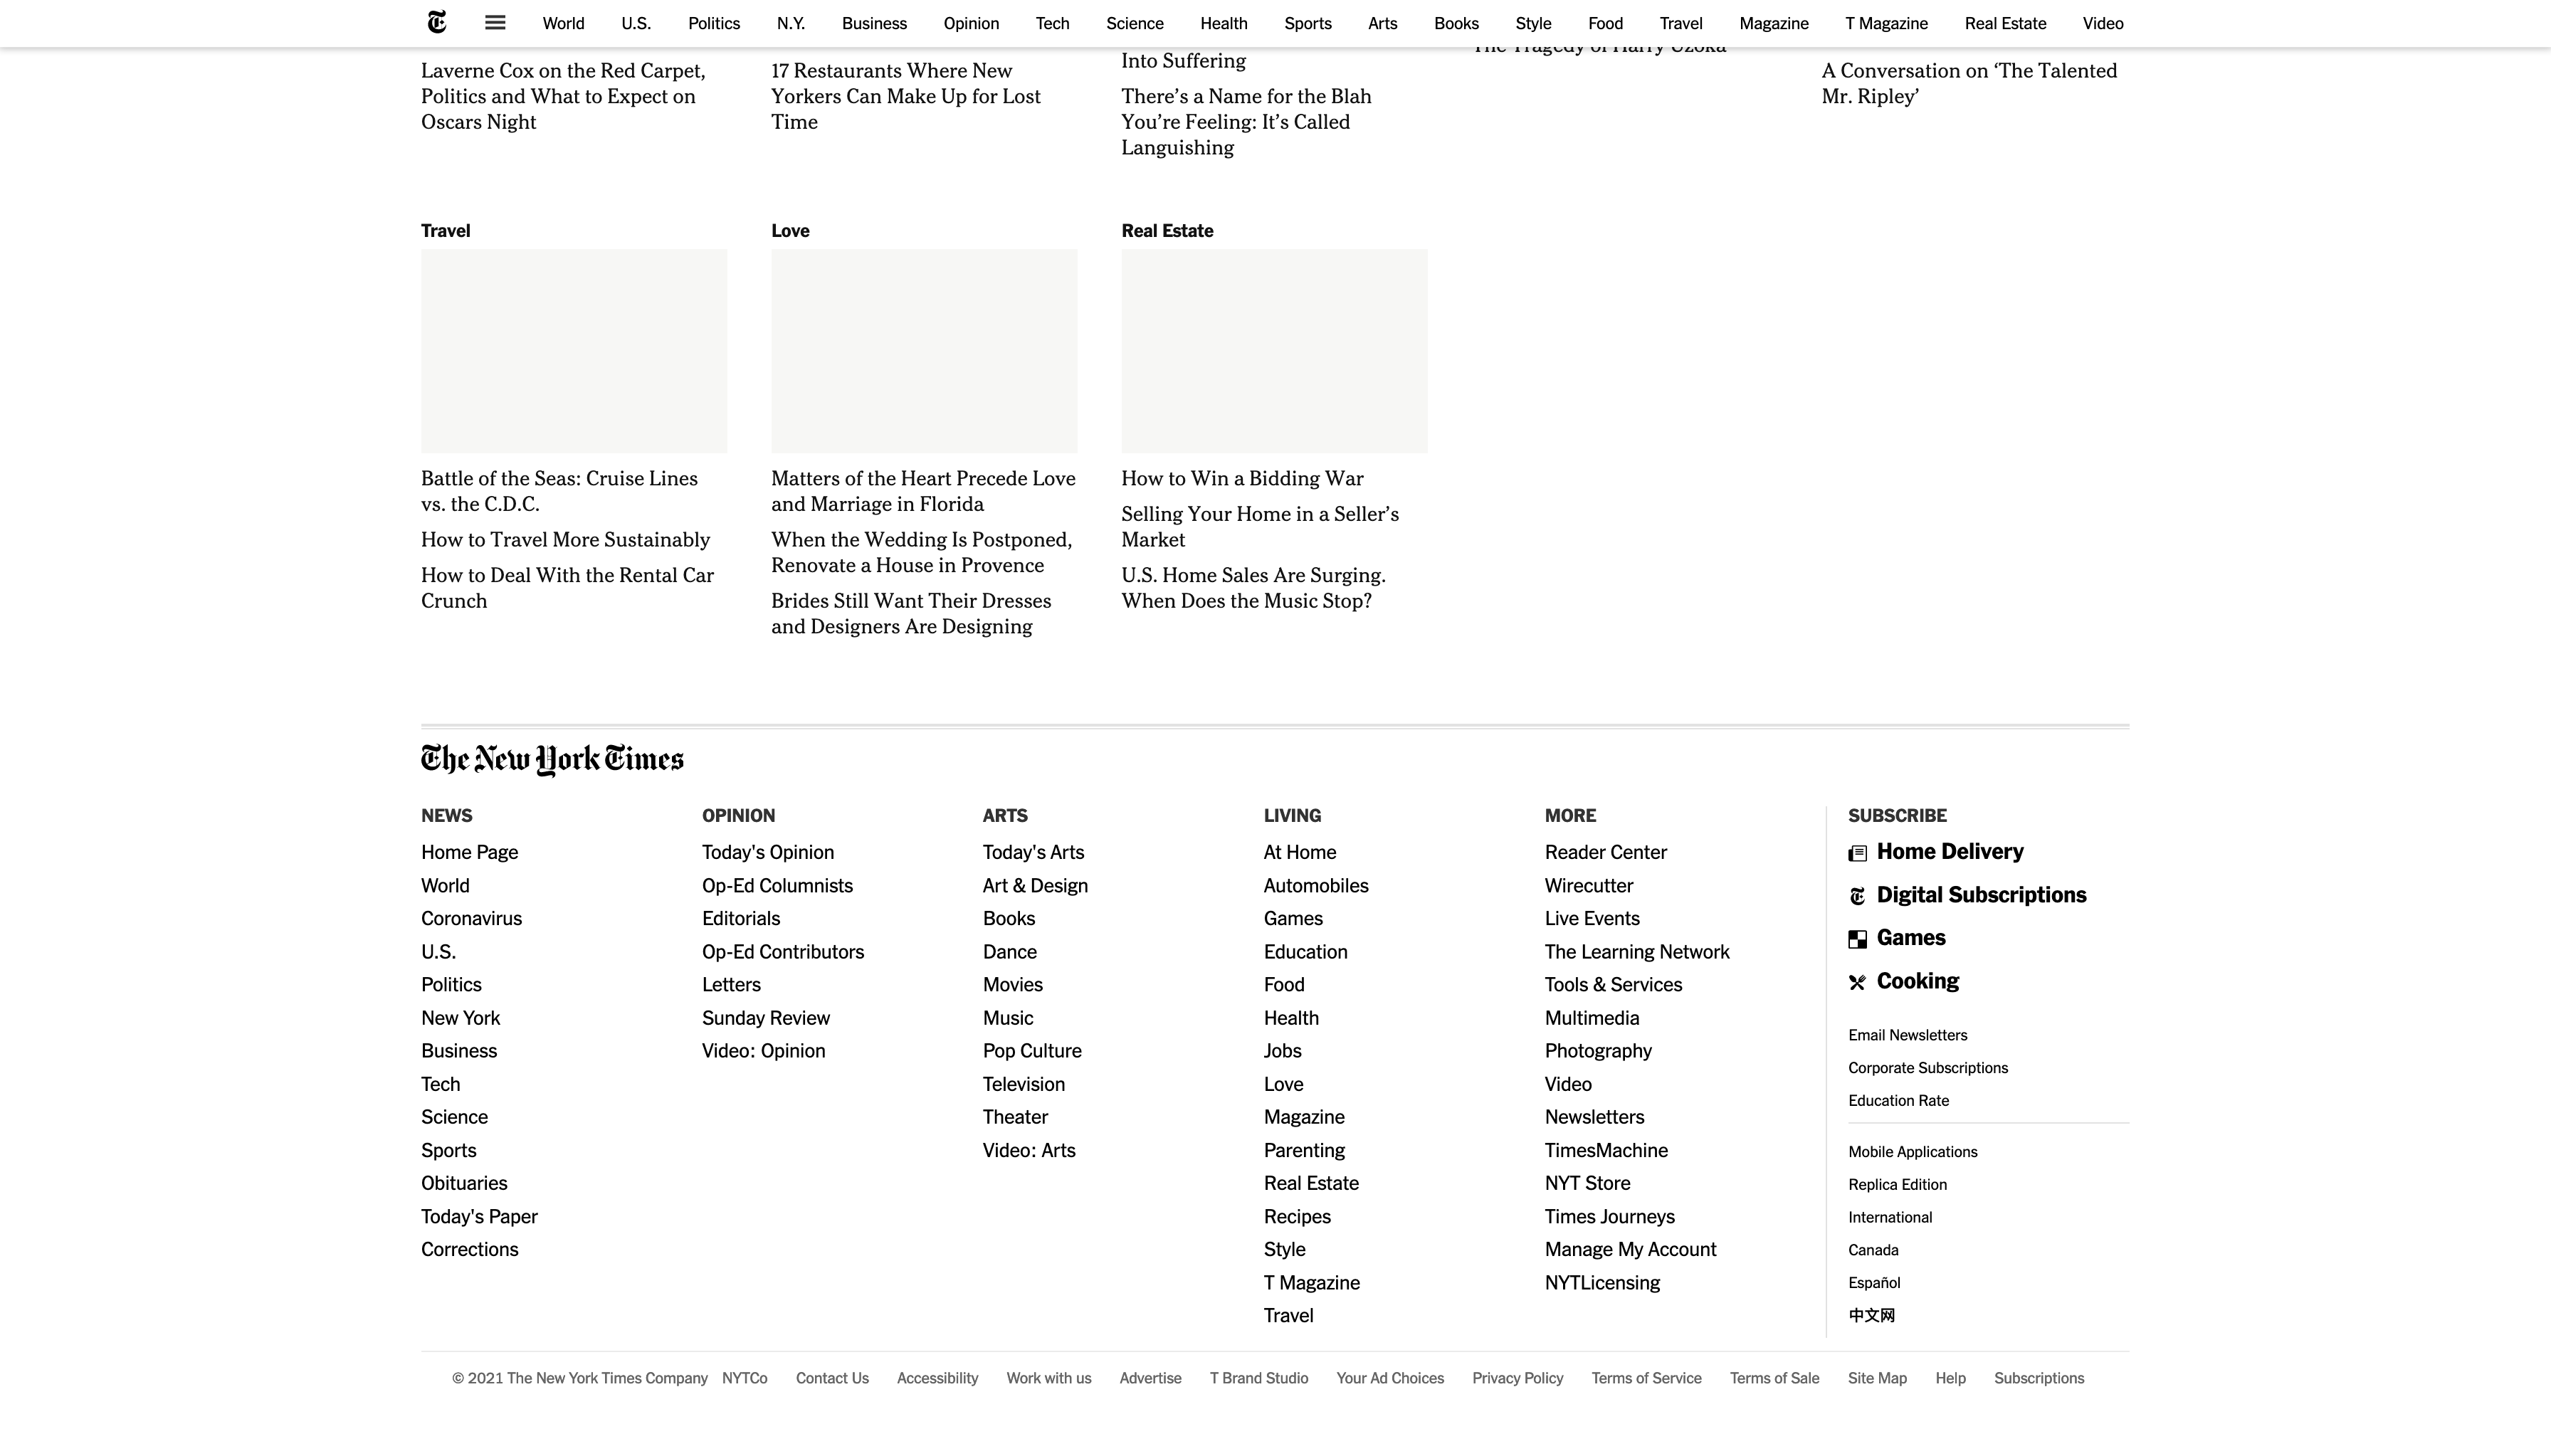 World U.S. Politics N.Y. Business Opinion Tech Science Health Sports Arts Books Style Food Travel Magazine T Magazine Real Estate Video
Laverne Cox on the Red Carpet,
Politics and What to Expect on
Oscars Night
17 Restaurants Where New
Yorkers Can Make Up for Lost
Time
Into Suffering
There’s a Name for the Blah
You’re Feeling: It’s Called
Languishing
The Tragedy of Harry Uzoka
A Conversation on ‘The Talented
Mr. Ripley’
Travel
Battle of the Seas: Cruise Lines
vs. the C.D.C.
How to Travel More Sustainably
How to Deal With the Rental Car
Crunch
Love
Matters of the Heart Precede Love
and Marriage in Florida
When the Wedding Is Postponed,
Renovate a House in Provence
Brides Still Want Their Dresses
and Designers Are Designing
Real Estate
How to Win a Bidding War
Selling Your Home in a Seller’s
Market
U.S. Home Sales Are Surging.
When Does the Music Stop?
The New York Times
NEWS
Home Page
World
Coronavirus
U.S.
Politics
New York
Business
Tech
Science
Sports
Obituaries
Today's Paper
Corrections
OPINION
Today's Opinion
Op-Ed Columnists
Editorials
Op-Ed Contributors
Letters
Sunday Review
Video: Opinion
ARTS
Today's Arts
Art & Design
Books
Dance
Movies
Music
Pop Culture
Television
Theater
Video: Arts
LIVING
At Home
Automobiles
Games
Education
Food
Health
Jobs
Love
Magazine
Parenting
Real Estate
Recipes
Style
T Magazine
Travel
MORE
Reader Center
Wirecutter
Live Events
The Learning Network
Tools & Services
Multimedia
Photography
Video
Newsletters
TimesMachine
NYT Store
Times Journeys
Manage My Account
NYTLicensing
SUBSCRIBE
Home Delivery
Digital Subscriptions
Games
Cooking
Email Newsletters
Corporate Subscriptions
Education Rate
Mobile Applications
Replica Edition
International
Canada
Español
中文网
© 2021 The New York Times Company NYTCo Contact Us Accessibility Work with us Advertise T Brand Studio Your Ad Choices Privacy Policy Terms of Service Terms of Sale Site Map Help Subscriptions